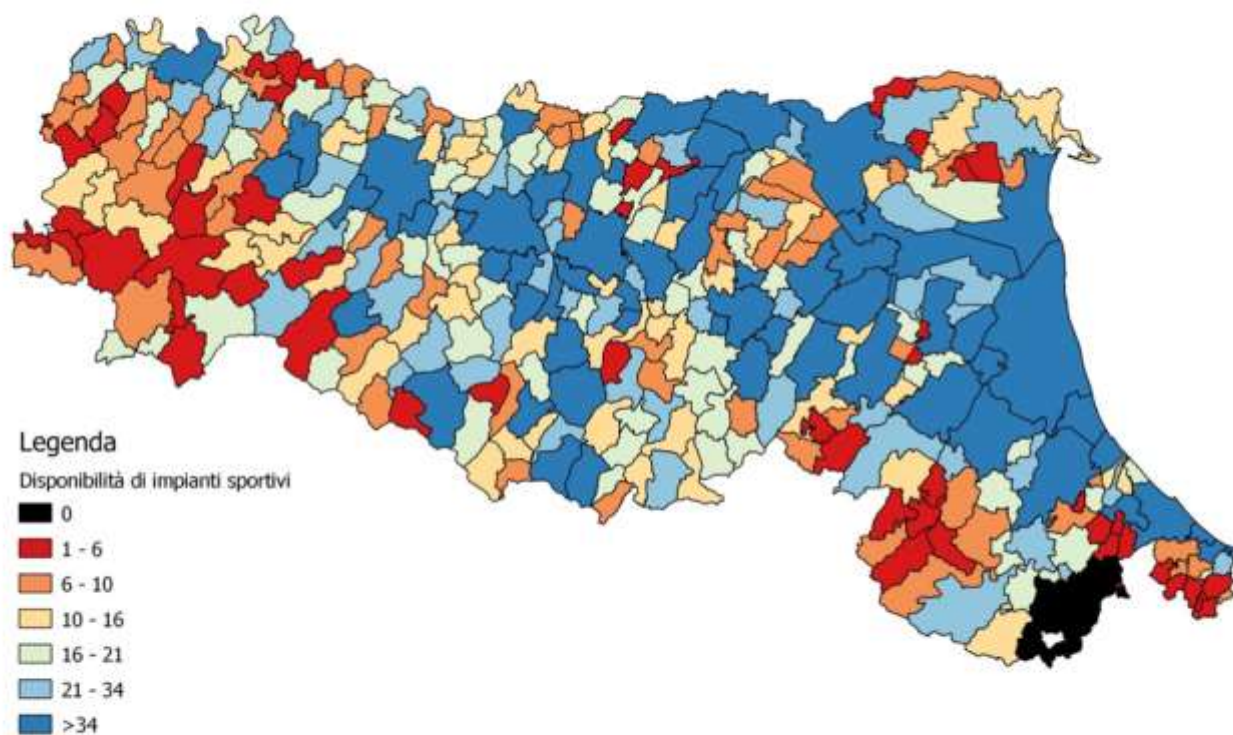 Legenda
Disponibilità di impianti sportivi
0
1 - 6
6 - 10
10 - 16
16 - 21
21 - 34
>34